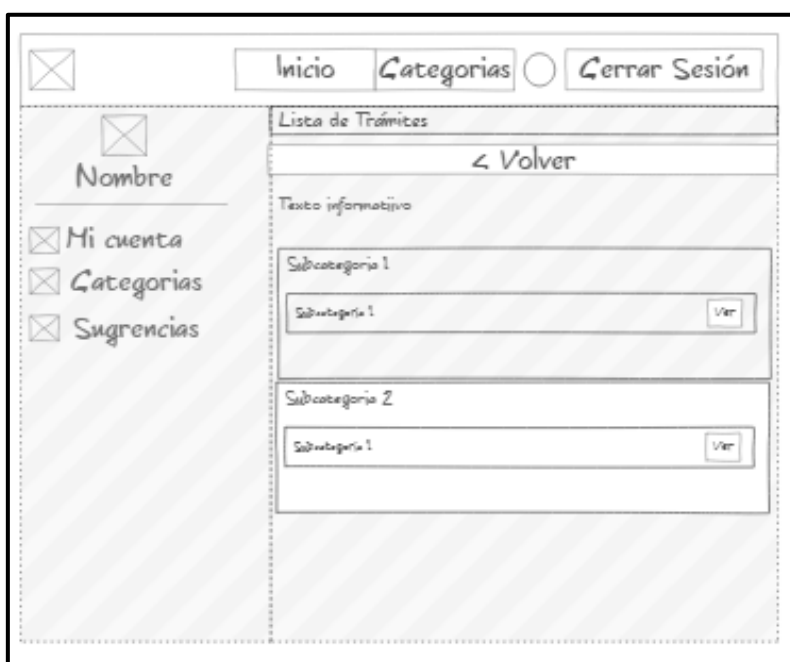 Inicio Categorias Cerrar Sesión
Nombre
Mi cuenta
Categorias
Sugrencias
Lista de Trámites
< Volver
Texto informatiivo
Subcategoria 1
Subcategoria 1 Ver
Subcategoria 2
Subcategoria 1 Ver